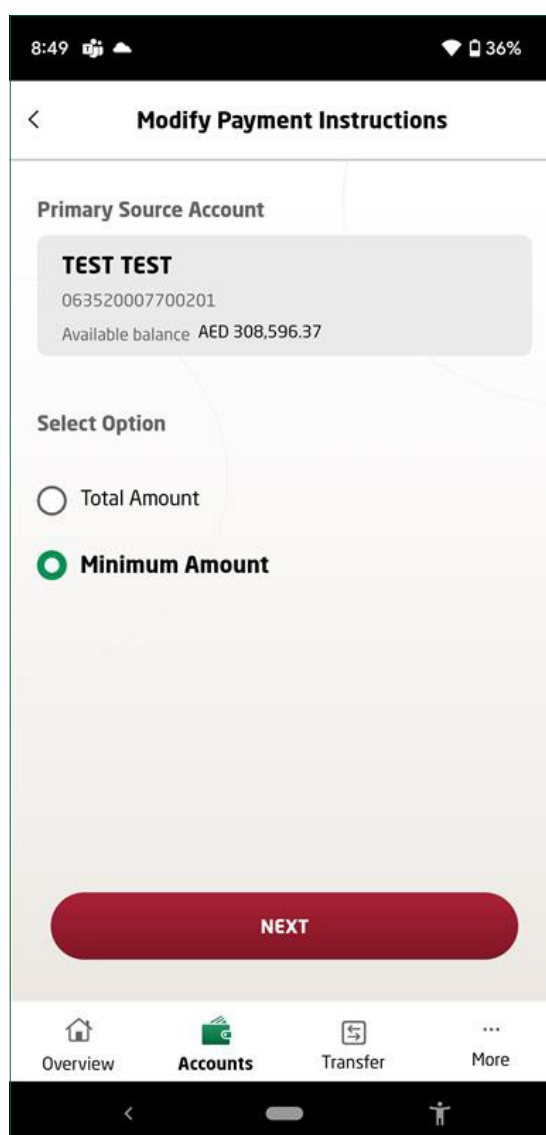 8:49 36%
Modify Payment Instructions
Primary Source Account
TEST TEST
063520007700201
Available balance AED 308,596.37
Select Option
Total Amount
Minimum Amount
NEXT
Overview Accounts Transfer More